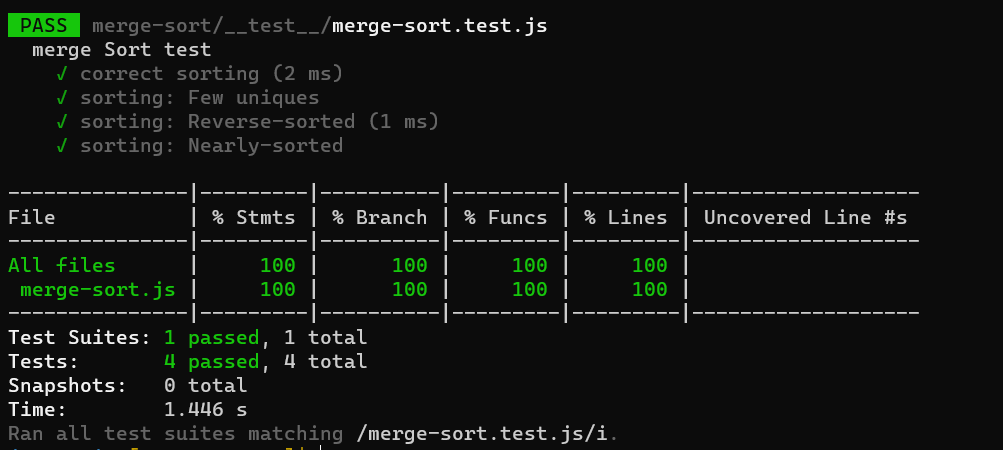 PASS merge-sort/__test__/merge-sort.test.js
merge Sort test
√ correct sorting (2 ms)
√ sorting: Few uniques
√ sorting: Reverse-sorted (1 ms)
√ sorting: Nearly-sorted
---------------|---------|----------|---------|---------|-------------------
File           | % Stmts | % Branch | % Funcs | % Lines | Uncovered Line #s
---------------|---------|----------|---------|---------|-------------------
All files      |     100 |      100 |     100 |     100 |
 merge-sort.js |     100 |      100 |     100 |     100 |
---------------|---------|----------|---------|---------|-------------------
Test Suites: 1 passed, 1 total
Tests:       4 passed, 4 total
Snapshots:   0 total
Time:        1.446 s
Ran all test suites matching /merge-sort.test.js/i.